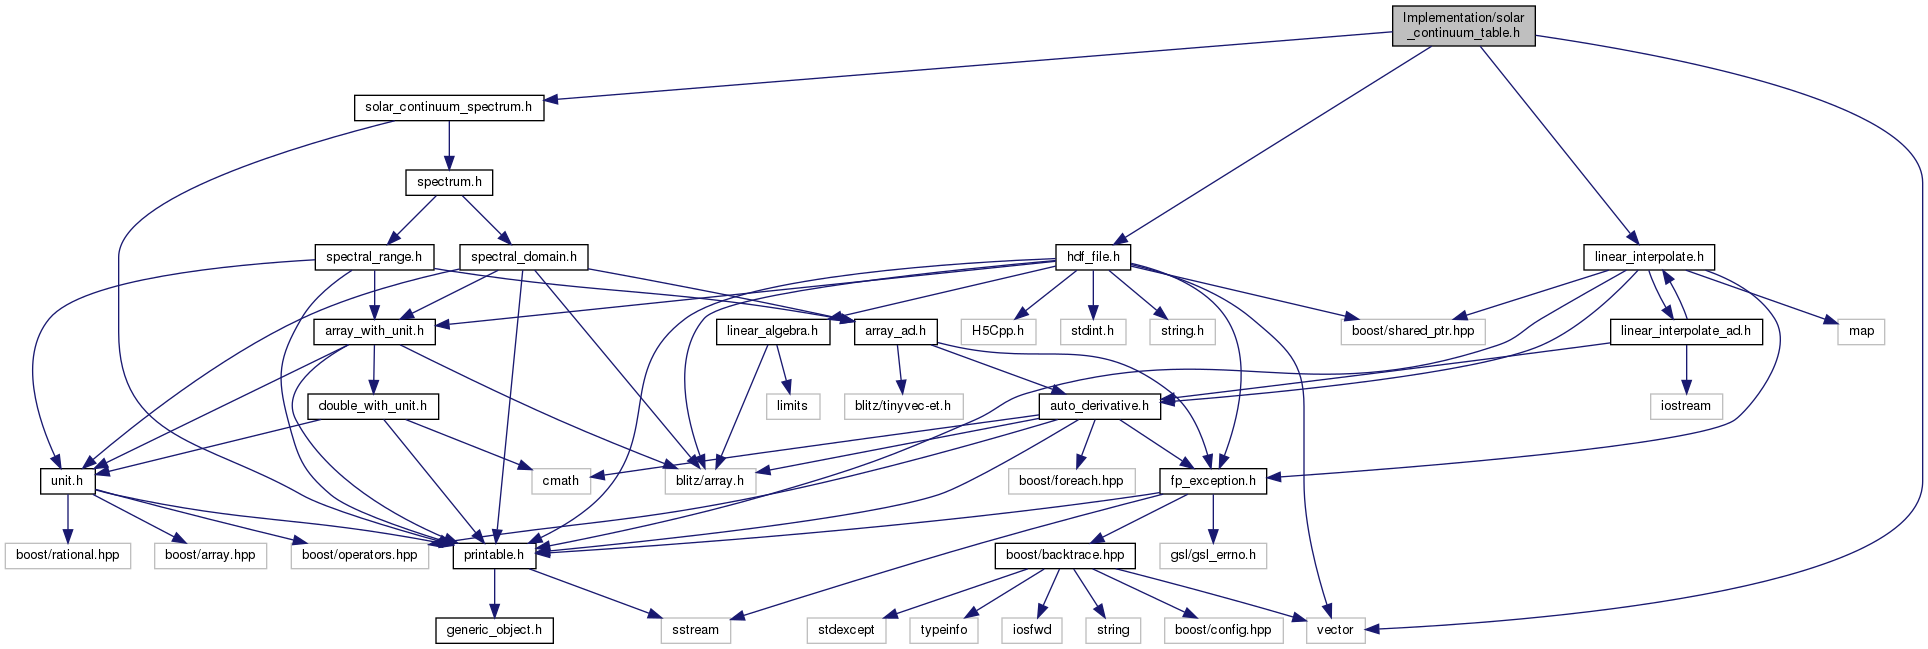 Implementation/solar
_continuum_table.h
solar_continuum_spectrum.h
spectrum.h
spectral_range.h
spectral_domain.h
hdf_file.h
linear_interpolate.h
array_with_unit.h
linear_algebra.h
array_ad.h
H5Cpp.h
stdint.h
string.h
boost/shared_ptr.hpp
linear_interpolate_ad.h
map
double_with_unit.h
limits
blitz/tinyvec-et.h
auto_derivative.h
iostream
unit.h
cmath
blitz/array.h
boost/foreach.hpp
fp_exception.h
boost/rational.hpp
boost/array.hpp
boost/operators.hpp
printable.h
boost/backtrace.hpp
gsl/gsl_errno.h
generic_object.h
sstream
stdexcept
typeinfo
iosfwd
string
boost/config.hpp
vector